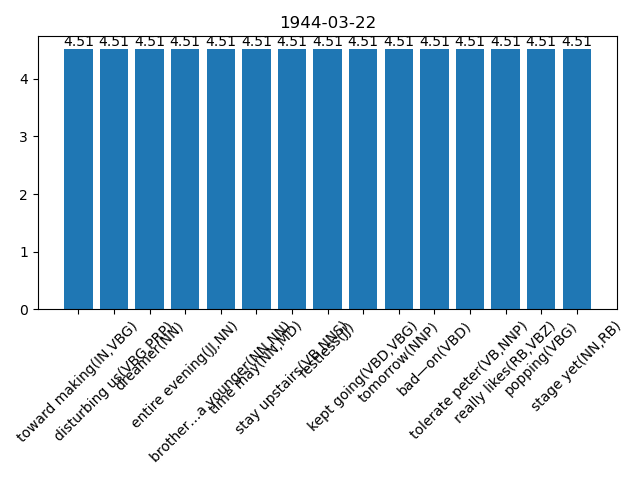 1944-03-22
4.51 4.51 4.51 4.51 4.51 4.51 4.51 4.51 4.51 4.51 4.51 4.51 4.51 4.51 4.51
4
3
2
1
0
toward making(IN,VBG)
disturbing us(VBG,PRP)
dreamer(NN)
entire evening(JJ,NN)
brother...a younger(NN,NN)
time may(NN,MD)
stay upstairs(VB,NNS)
restless(JJ)
kept going(VBD,VBG)
tomorrow(NNP)
bad—on(VBD)
tolerate peter(VB,NNP)
really likes(RB,VBZ)
popping(VBG)
stage yet(NN,RB)